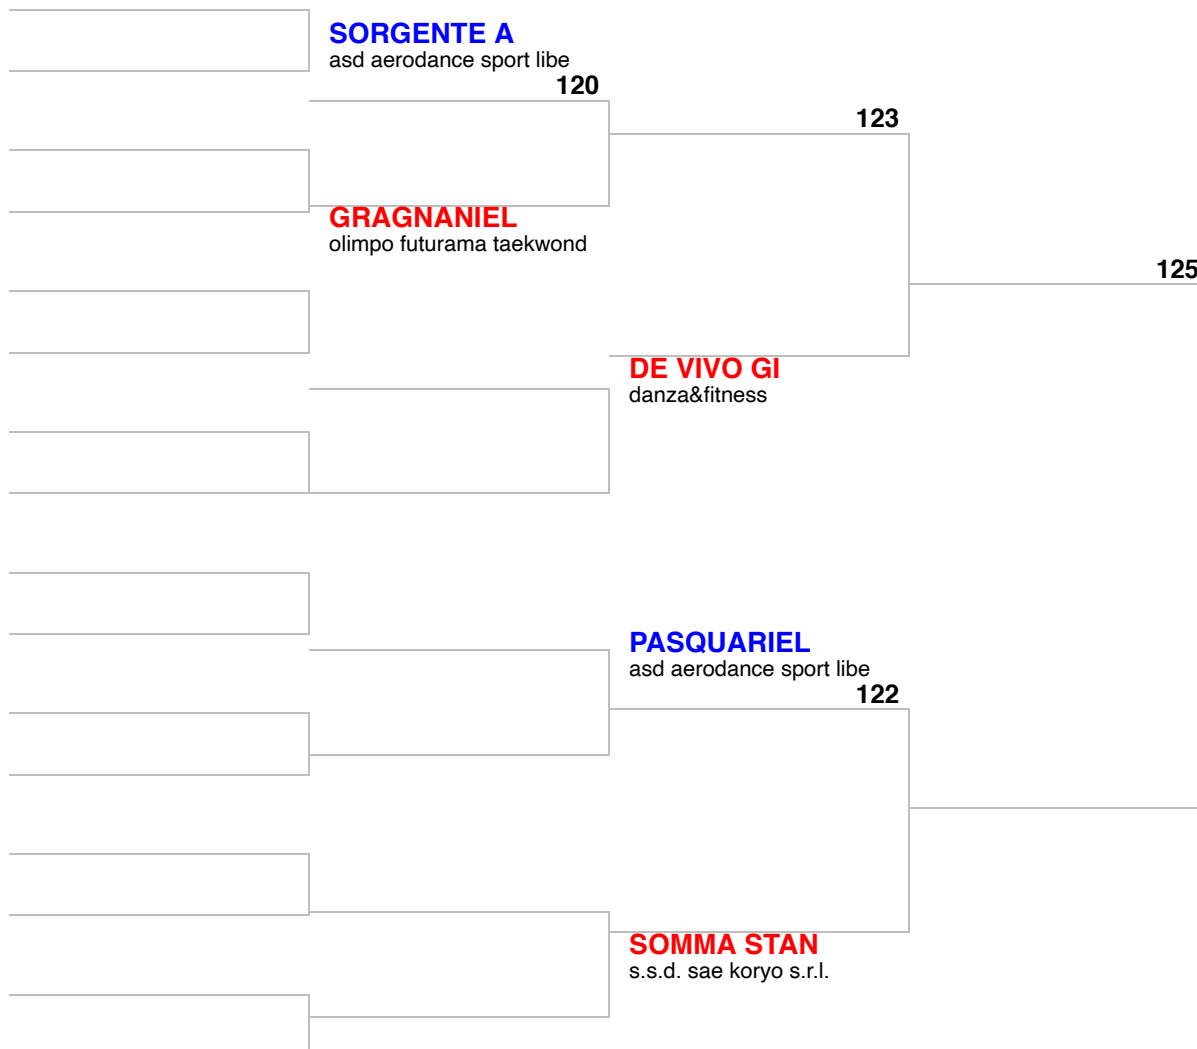 SORGENTE A
asd aerodance sport libe
120
123
GRAGNANIEL
olimpo futurama taekwond
125
DE VIVO GI
danza&fitness
PASQUARIEL
asd aerodance sport libe
122
SOMMA STAN
s.s.d. sae koryo s.r.l.